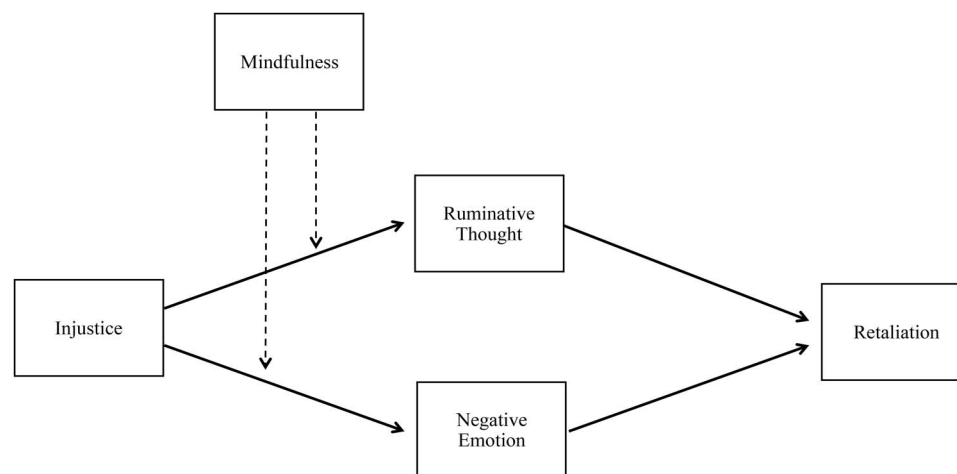 Mindfulness
Ruminative
Thought
Injustice
Retaliation
Negative
Emotion